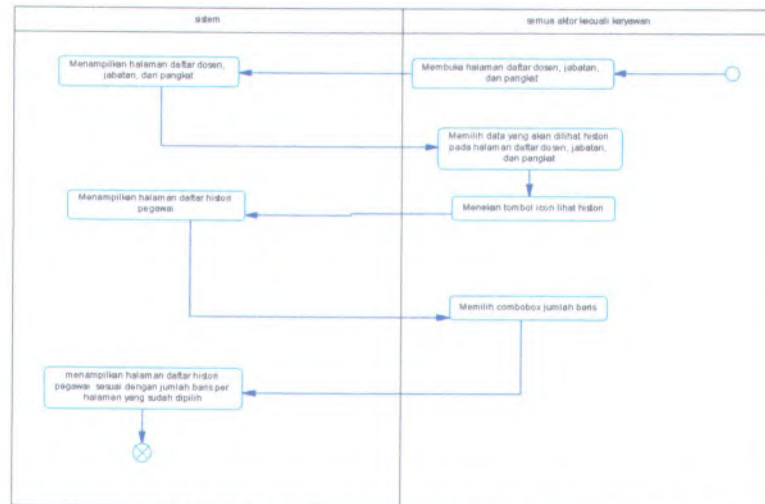 sistem
semua aktor kecuali karyawan
Menampilkan halaman daftar dosen,
jabatan, dan pangkat
Membuka halaman daftar dosen, jabatan,
dan pangkat
Memilih data yang akan dilihat histori
pada halaman daftar dosen, jabatan,
dan pangkat
Menampilkan halaman daftar histori
pegawai
Menekan tombol icon lihat histori
Memilih combobox jumlah baris
menampilkan halaman daftar histori
pegawai sesuai dengan jumlah baris per
halaman yang sudah dipilih